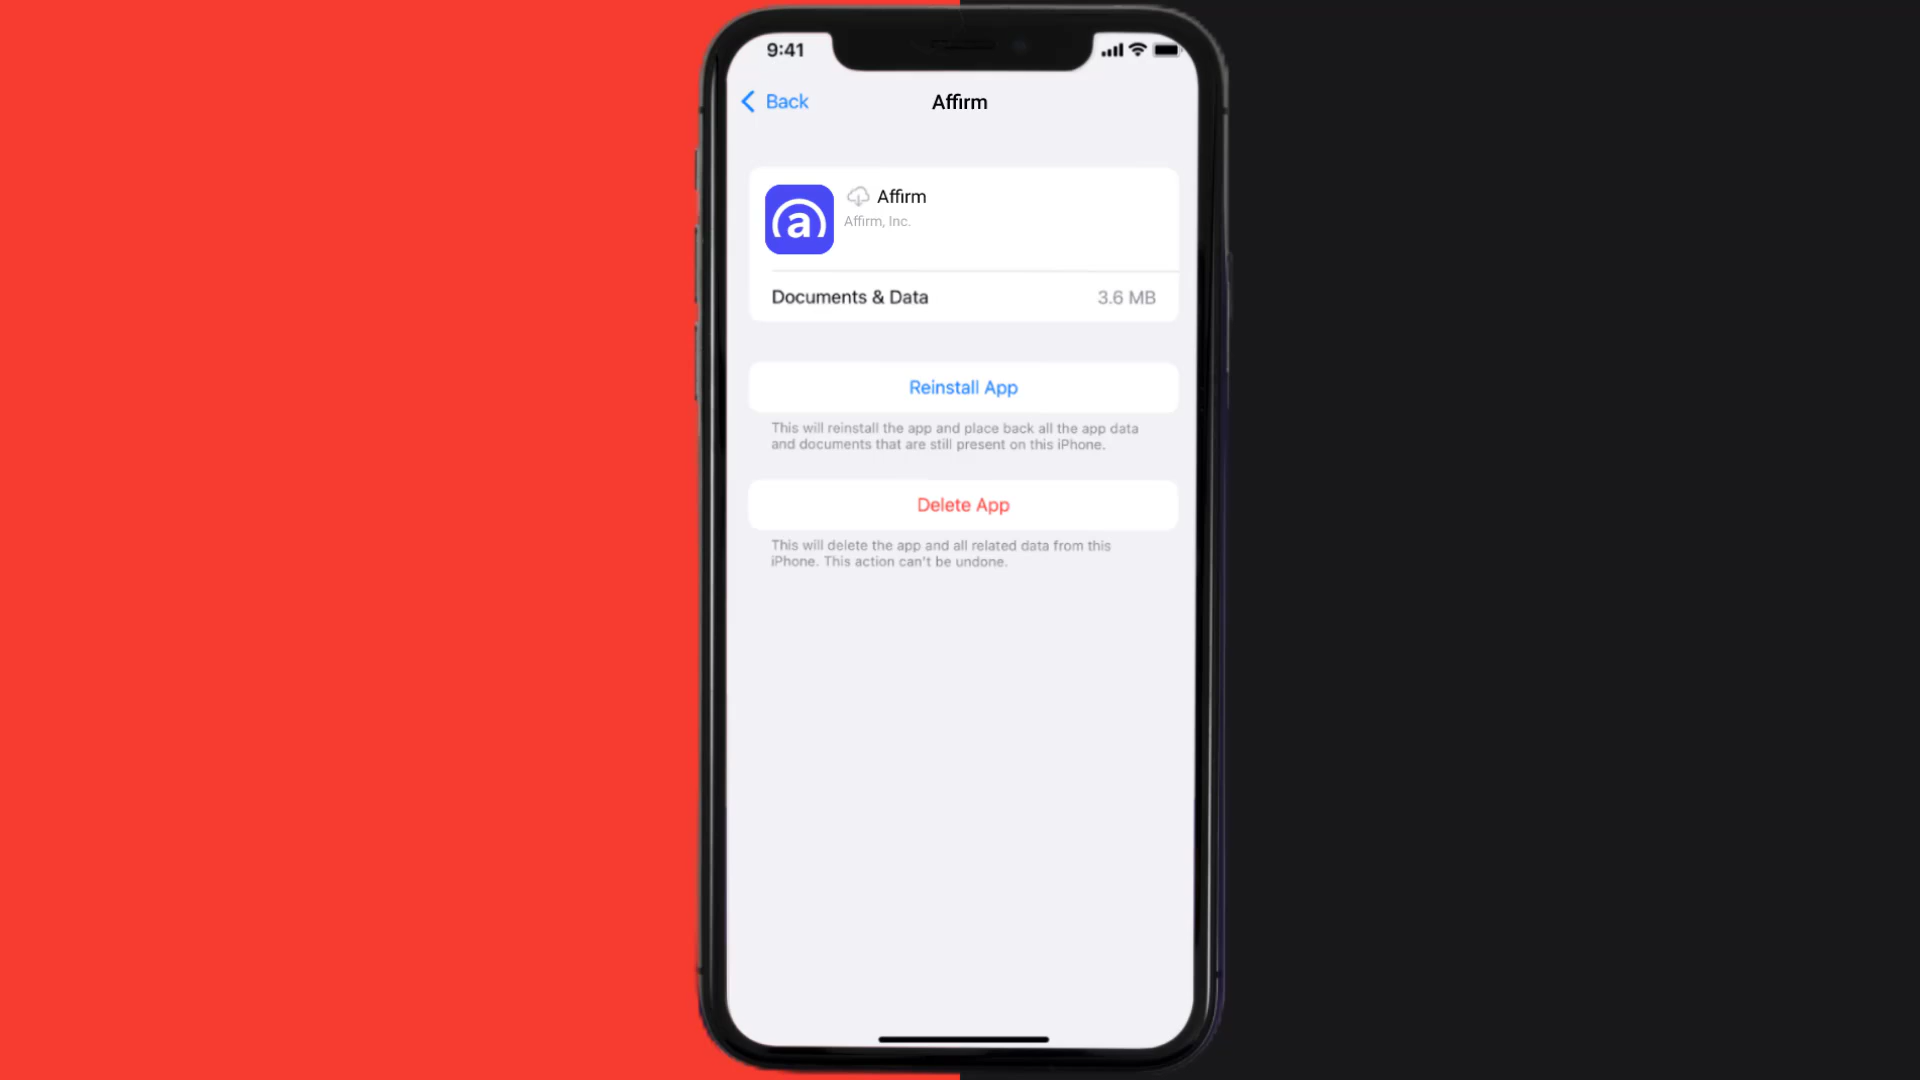 9:41
Back
Affirm
a
Affirm
Affirm, Inc.
Documents & Data
3.6 MB
Reinstall App
This will reinstall the app and place back all the app data
and documents that are still present on this iPhone.
Delete App
This will delete the app and all related data from this
iPhone. This action can't be undone.